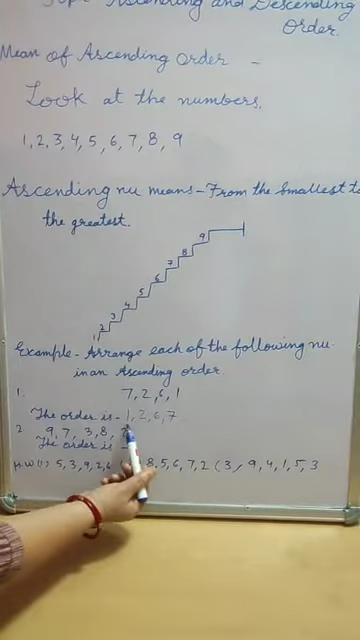 Topic Ascending and Descending
Order.
Mean of Ascending order -
Look at the numbers.
1, 2, 3, 4, 5, 6, 7, 8, 9
Ascending nu means - From the smallest to
the greatest.
9
8
7
6
5
4
3
2
1
Example - Arrange each of the following nu-
in an Ascending order.
1. 7, 2, 6, 1
The order is - 1, 2, 6, 7
2. 9, 7, 3, 8,
The order is
H.W (1) 5, 3, 9, 2, 6 8, 5, 6, 7, 2 (3) 9, 4, 1, 5, 3